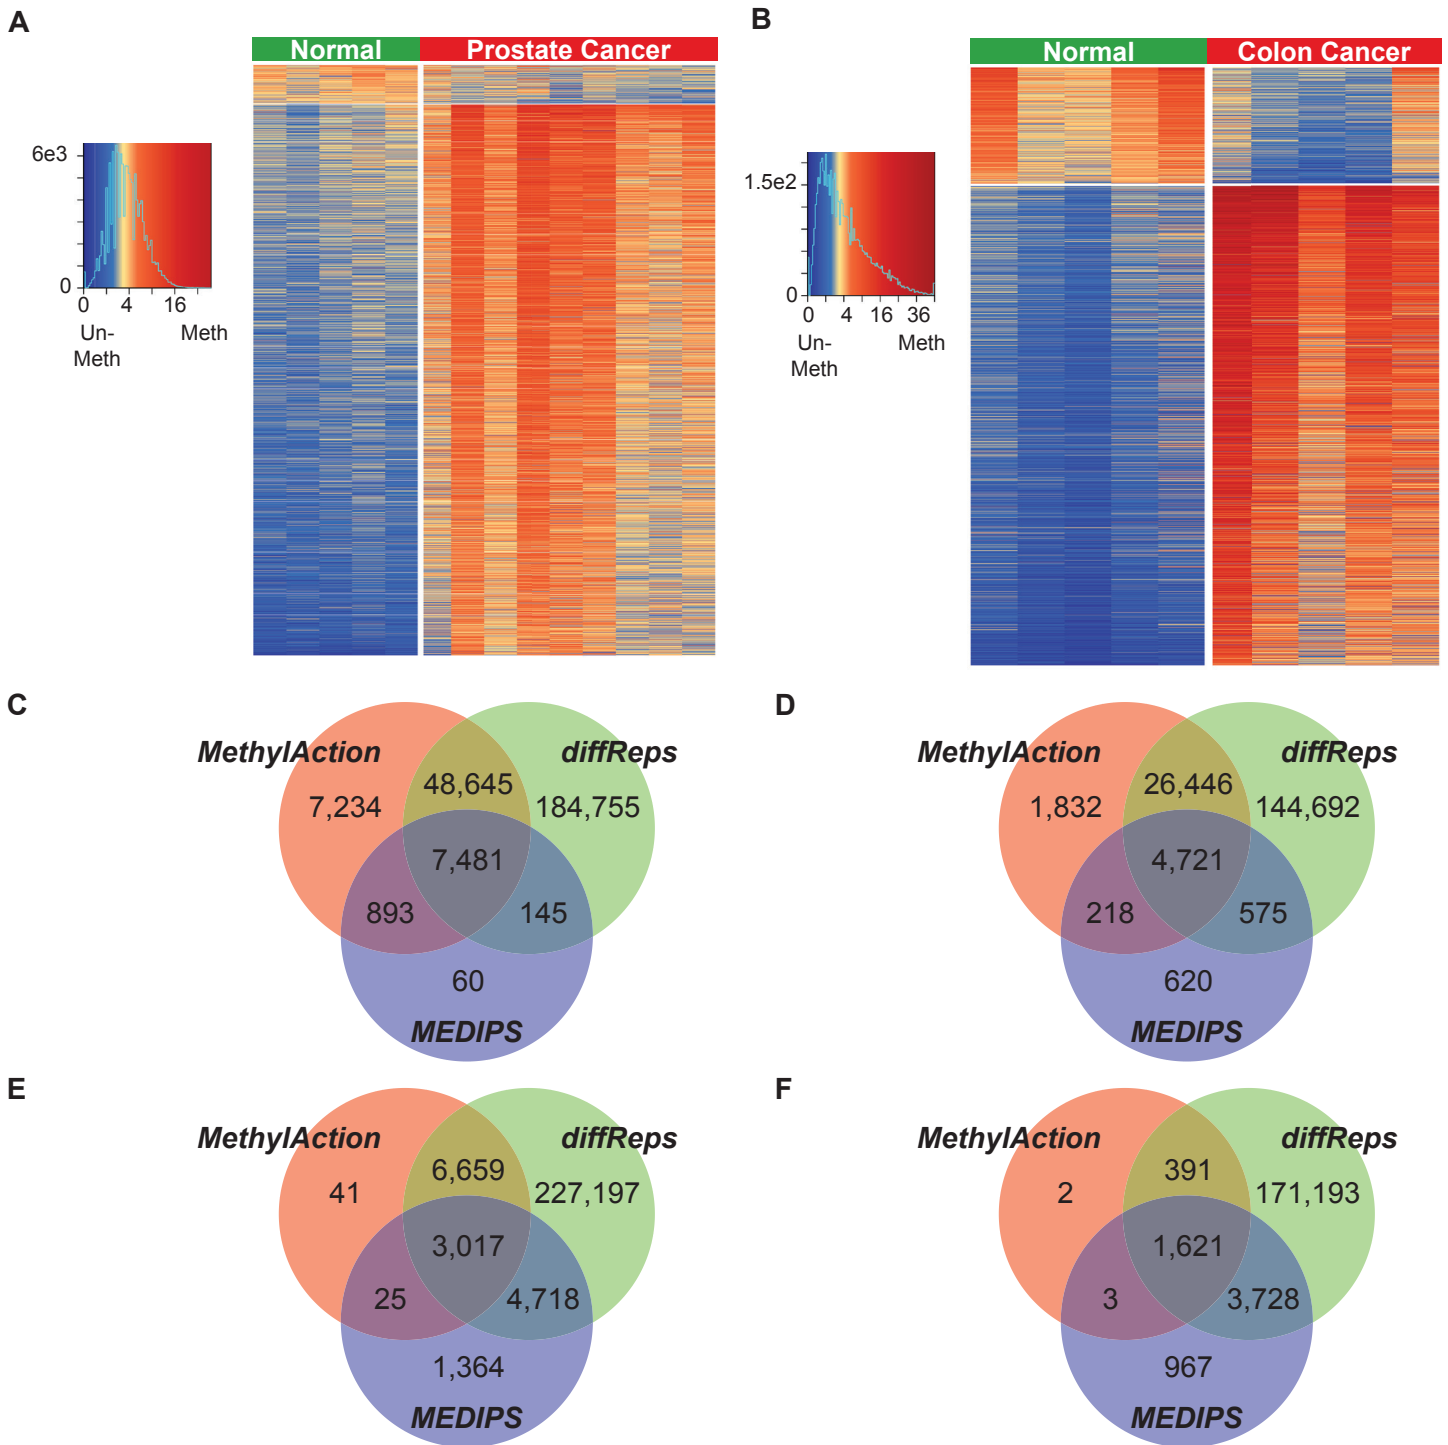 A
Normal
Prostate Cancer
6e3
0
0 4 16
Un-
Meth
Meth
B
Normal
Colon Cancer
1.5e2
0
0 4 16 36
Un-
Meth
Meth
C
MethylAction
diffReps
48,645
7,234
184,755
7,481
893
145
60
MEDIPS
D
MethylAction
diffReps
26,446
1,832
144,692
4,721
218
575
620
MEDIPS
E
MethylAction
diffReps
6,659
41
227,197
3,017
25
4,718
1,364
MEDIPS
F
MethylAction
diffReps
391
2
171,193
1,621
3
3,728
967
MEDIPS